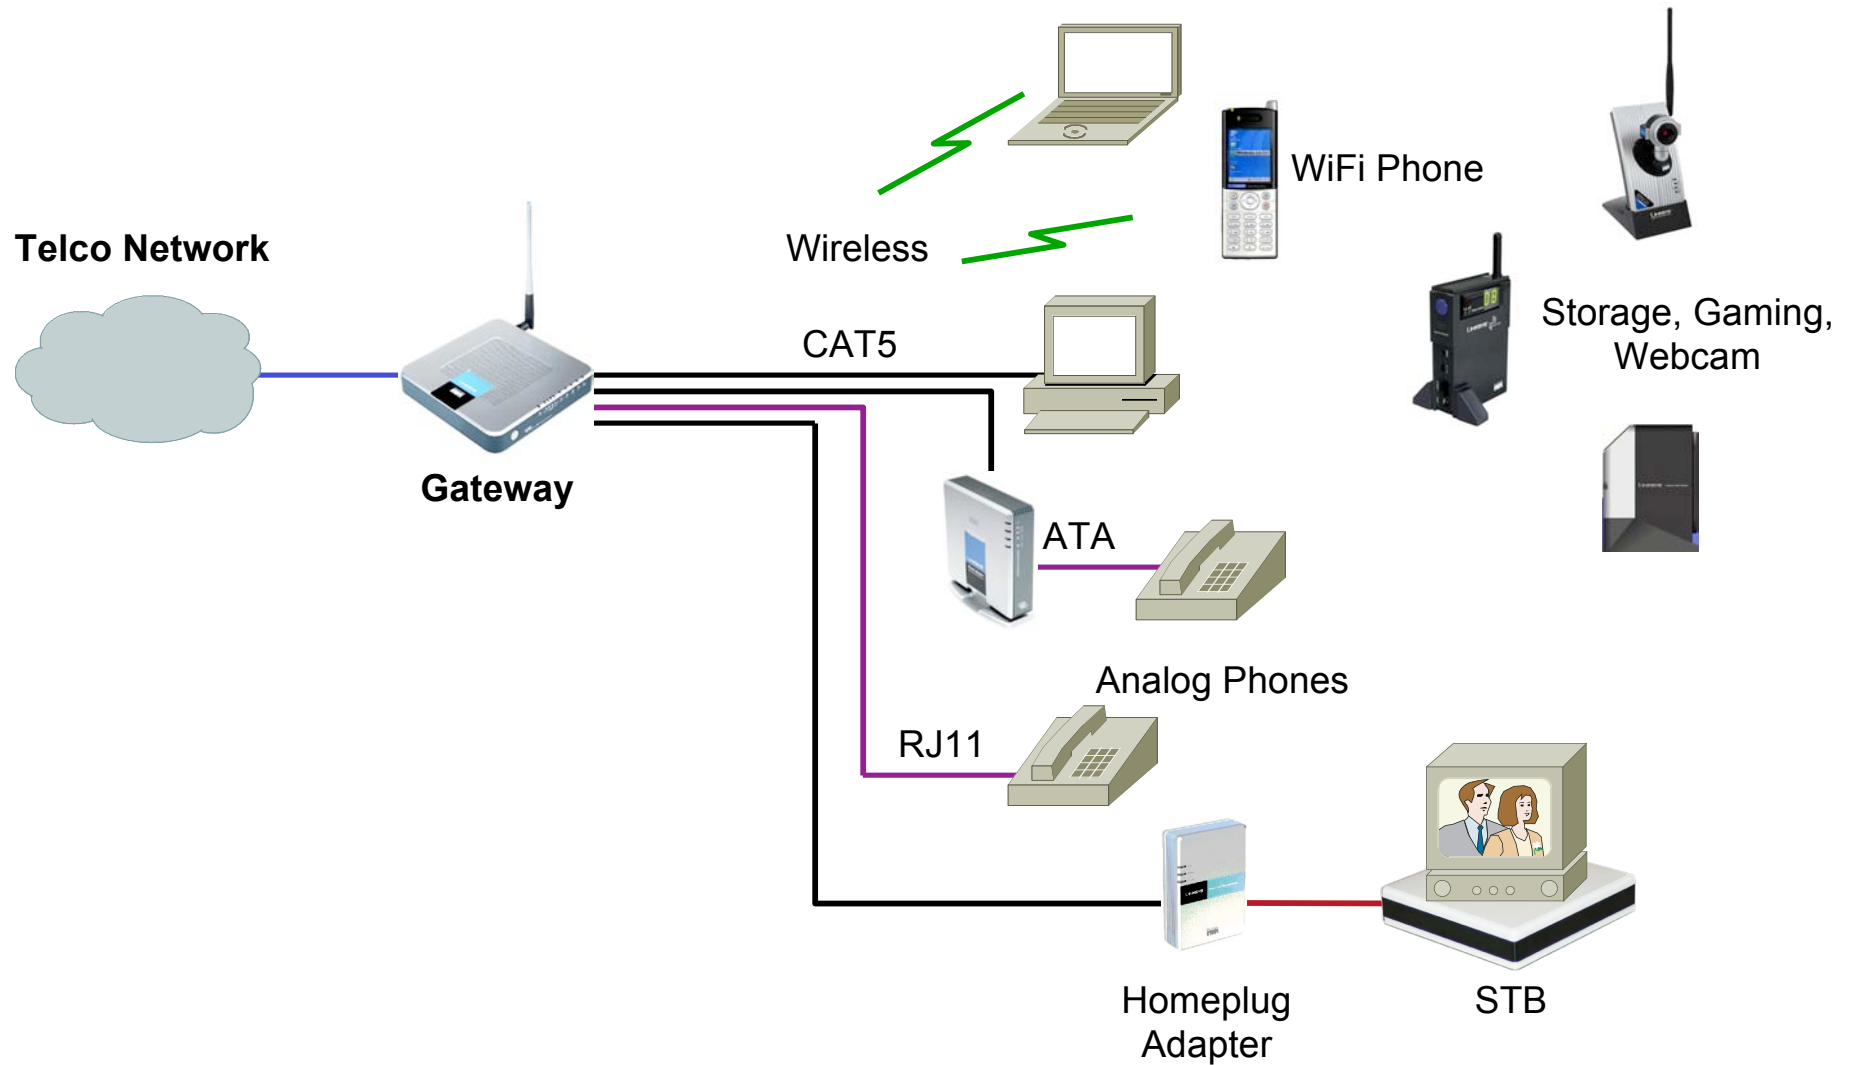 WiFi Phone
Telco Network
Wireless
Storage, Gaming,
Webcam
CAT5
Gateway
ATA
Analog Phones
RJ11
Homeplug
Adapter
STB